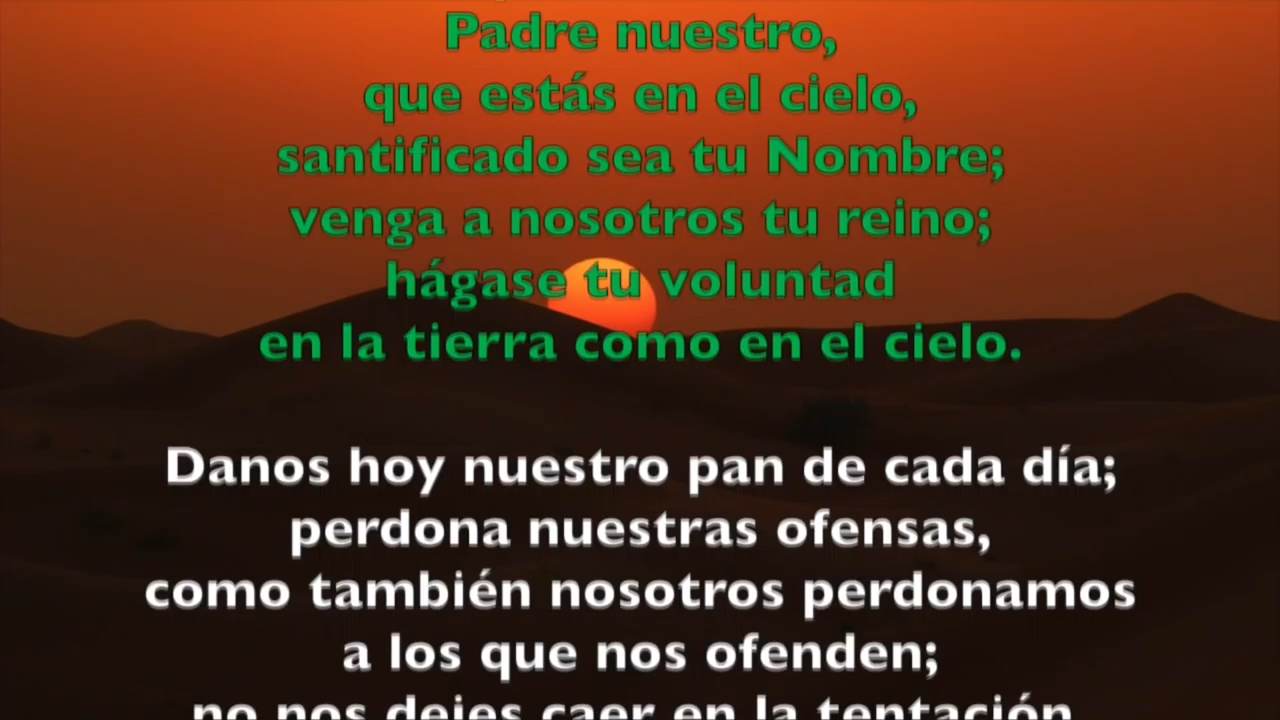 Padre nuestro,
que estás en el cielo,
santificado sea tu Nombre;
venga a nosotros tu reino;
hágase tu voluntad
en la tierra como en el cielo.
Danos hoy nuestro pan de cada día;
perdona nuestras ofensas,
como también nosotros perdonamos
a los que nos ofenden;
no nos dejes caer en la tentación